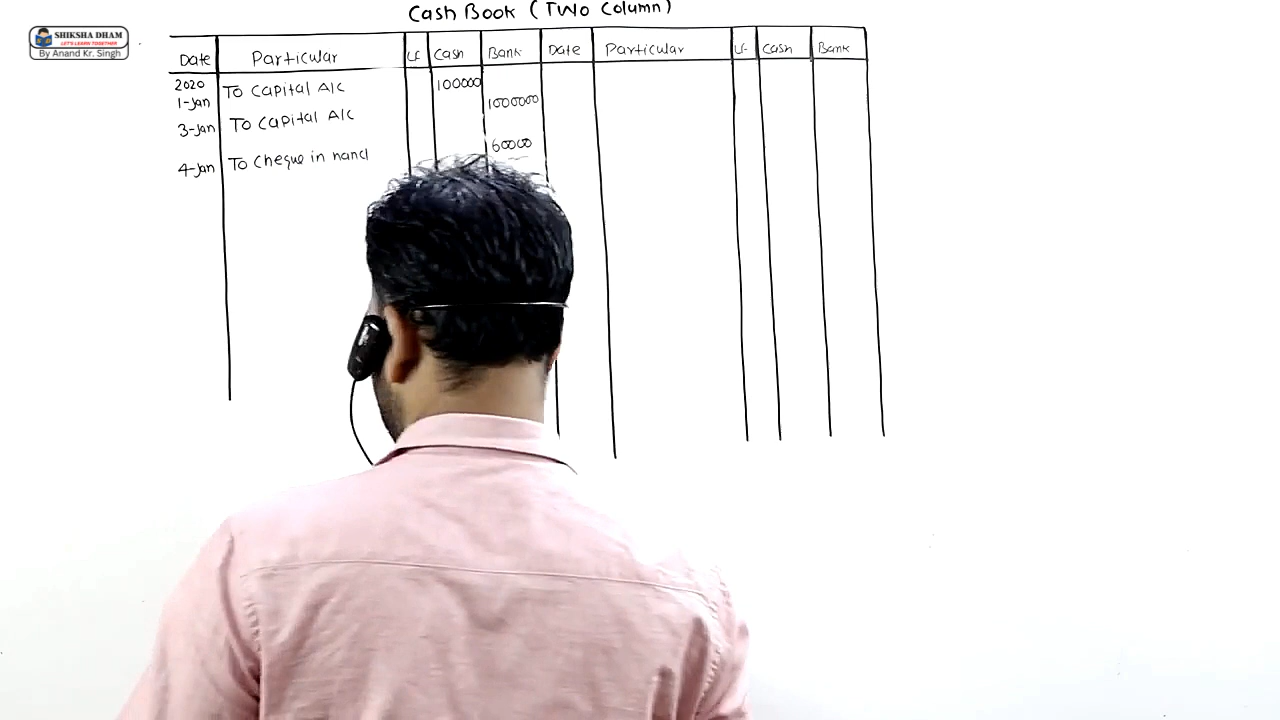 SHIKSHA DHAM
LET'S LEARN TOGETHER
By Anand Kr. Singh
Cash Book (Two Column)
Date Particular LF Cash Bank Date Particular LF Cash Bank
2020
1-Jan To Capital A/c 100000
3-Jan To Capital A/c 1000000
4-Jan To Cheque in hand 60000